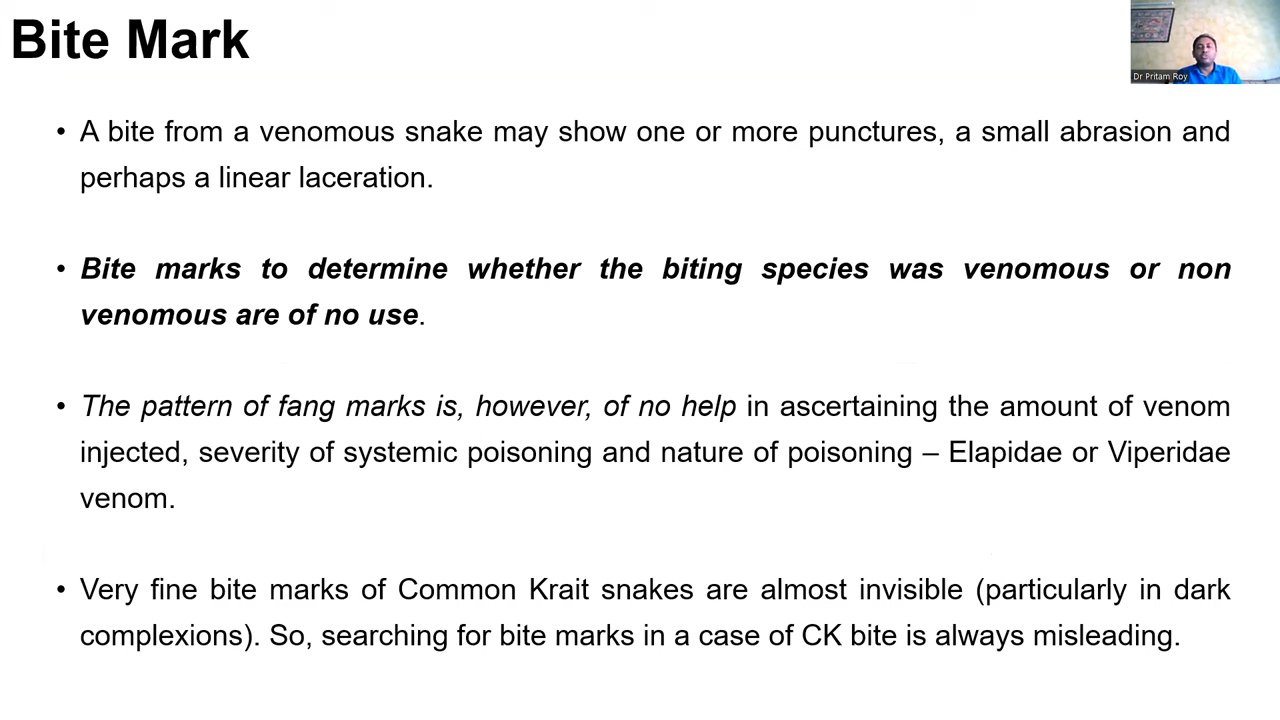 Bite Mark
Dr Pritam Roy
• A bite from a venomous snake may show one or more punctures, a small abrasion and
perhaps a linear laceration.
• Bite marks to determine whether the biting species was venomous or non
venomous are of no use.
• The pattern of fang marks is, however, of no help in ascertaining the amount of venom
injected, severity of systemic poisoning and nature of poisoning – Elapidae or Viperidae
venom.
• Very fine bite marks of Common Krait snakes are almost invisible (particularly in dark
complexions). So, searching for bite marks in a case of CK bite is always misleading.